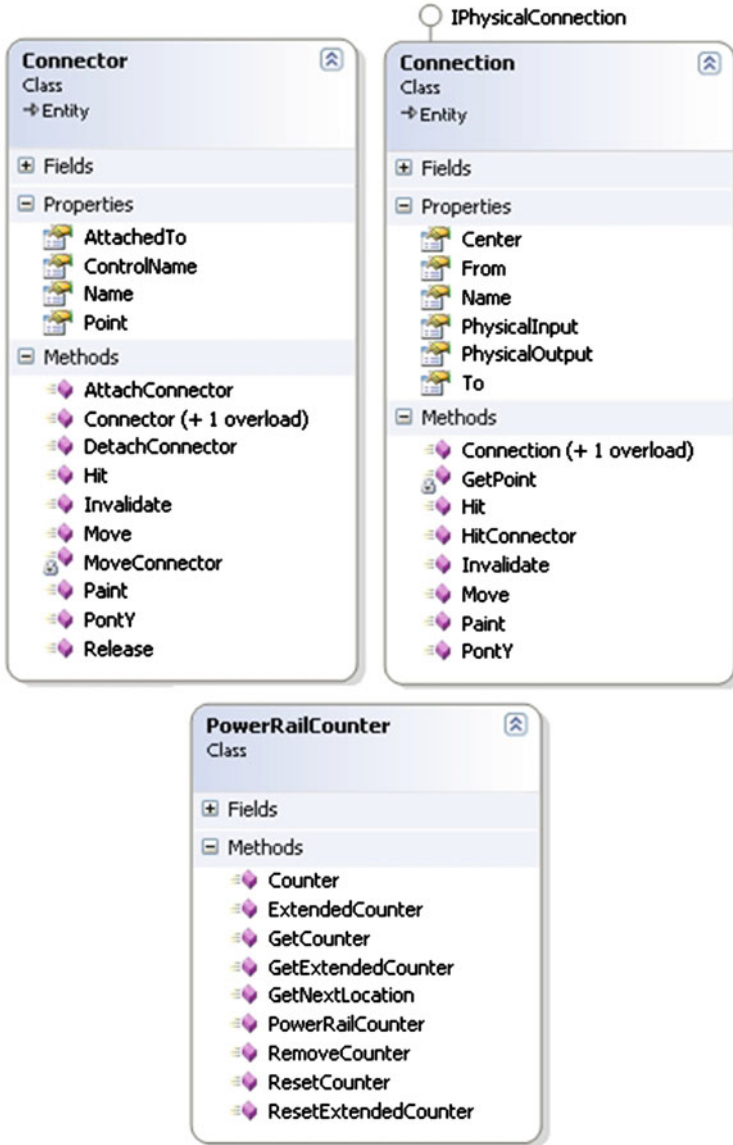 Connector
Class
Entity
Fields
Properties
AttachedTo
ControlName
Name
Point
Methods
AttachConnector
Connector (+ 1 overload)
DetachConnector
Hit
Invalidate
Move
MoveConnector
Paint
PontY
Release
IPhysicalConnection
Connection
Class
Entity
Fields
Properties
Center
From
Name
PhysicalInput
PhysicalOutput
To
Methods
Connection (+ 1 overload)
GetPoint
Hit
HitConnector
Invalidate
Move
Paint
PontY
PowerRailCounter
Class
Fields
Methods
Counter
ExtendedCounter
GetCounter
GetExtendedCounter
GetNextLocation
PowerRailCounter
RemoveCounter
ResetCounter
ResetExtendedCounter